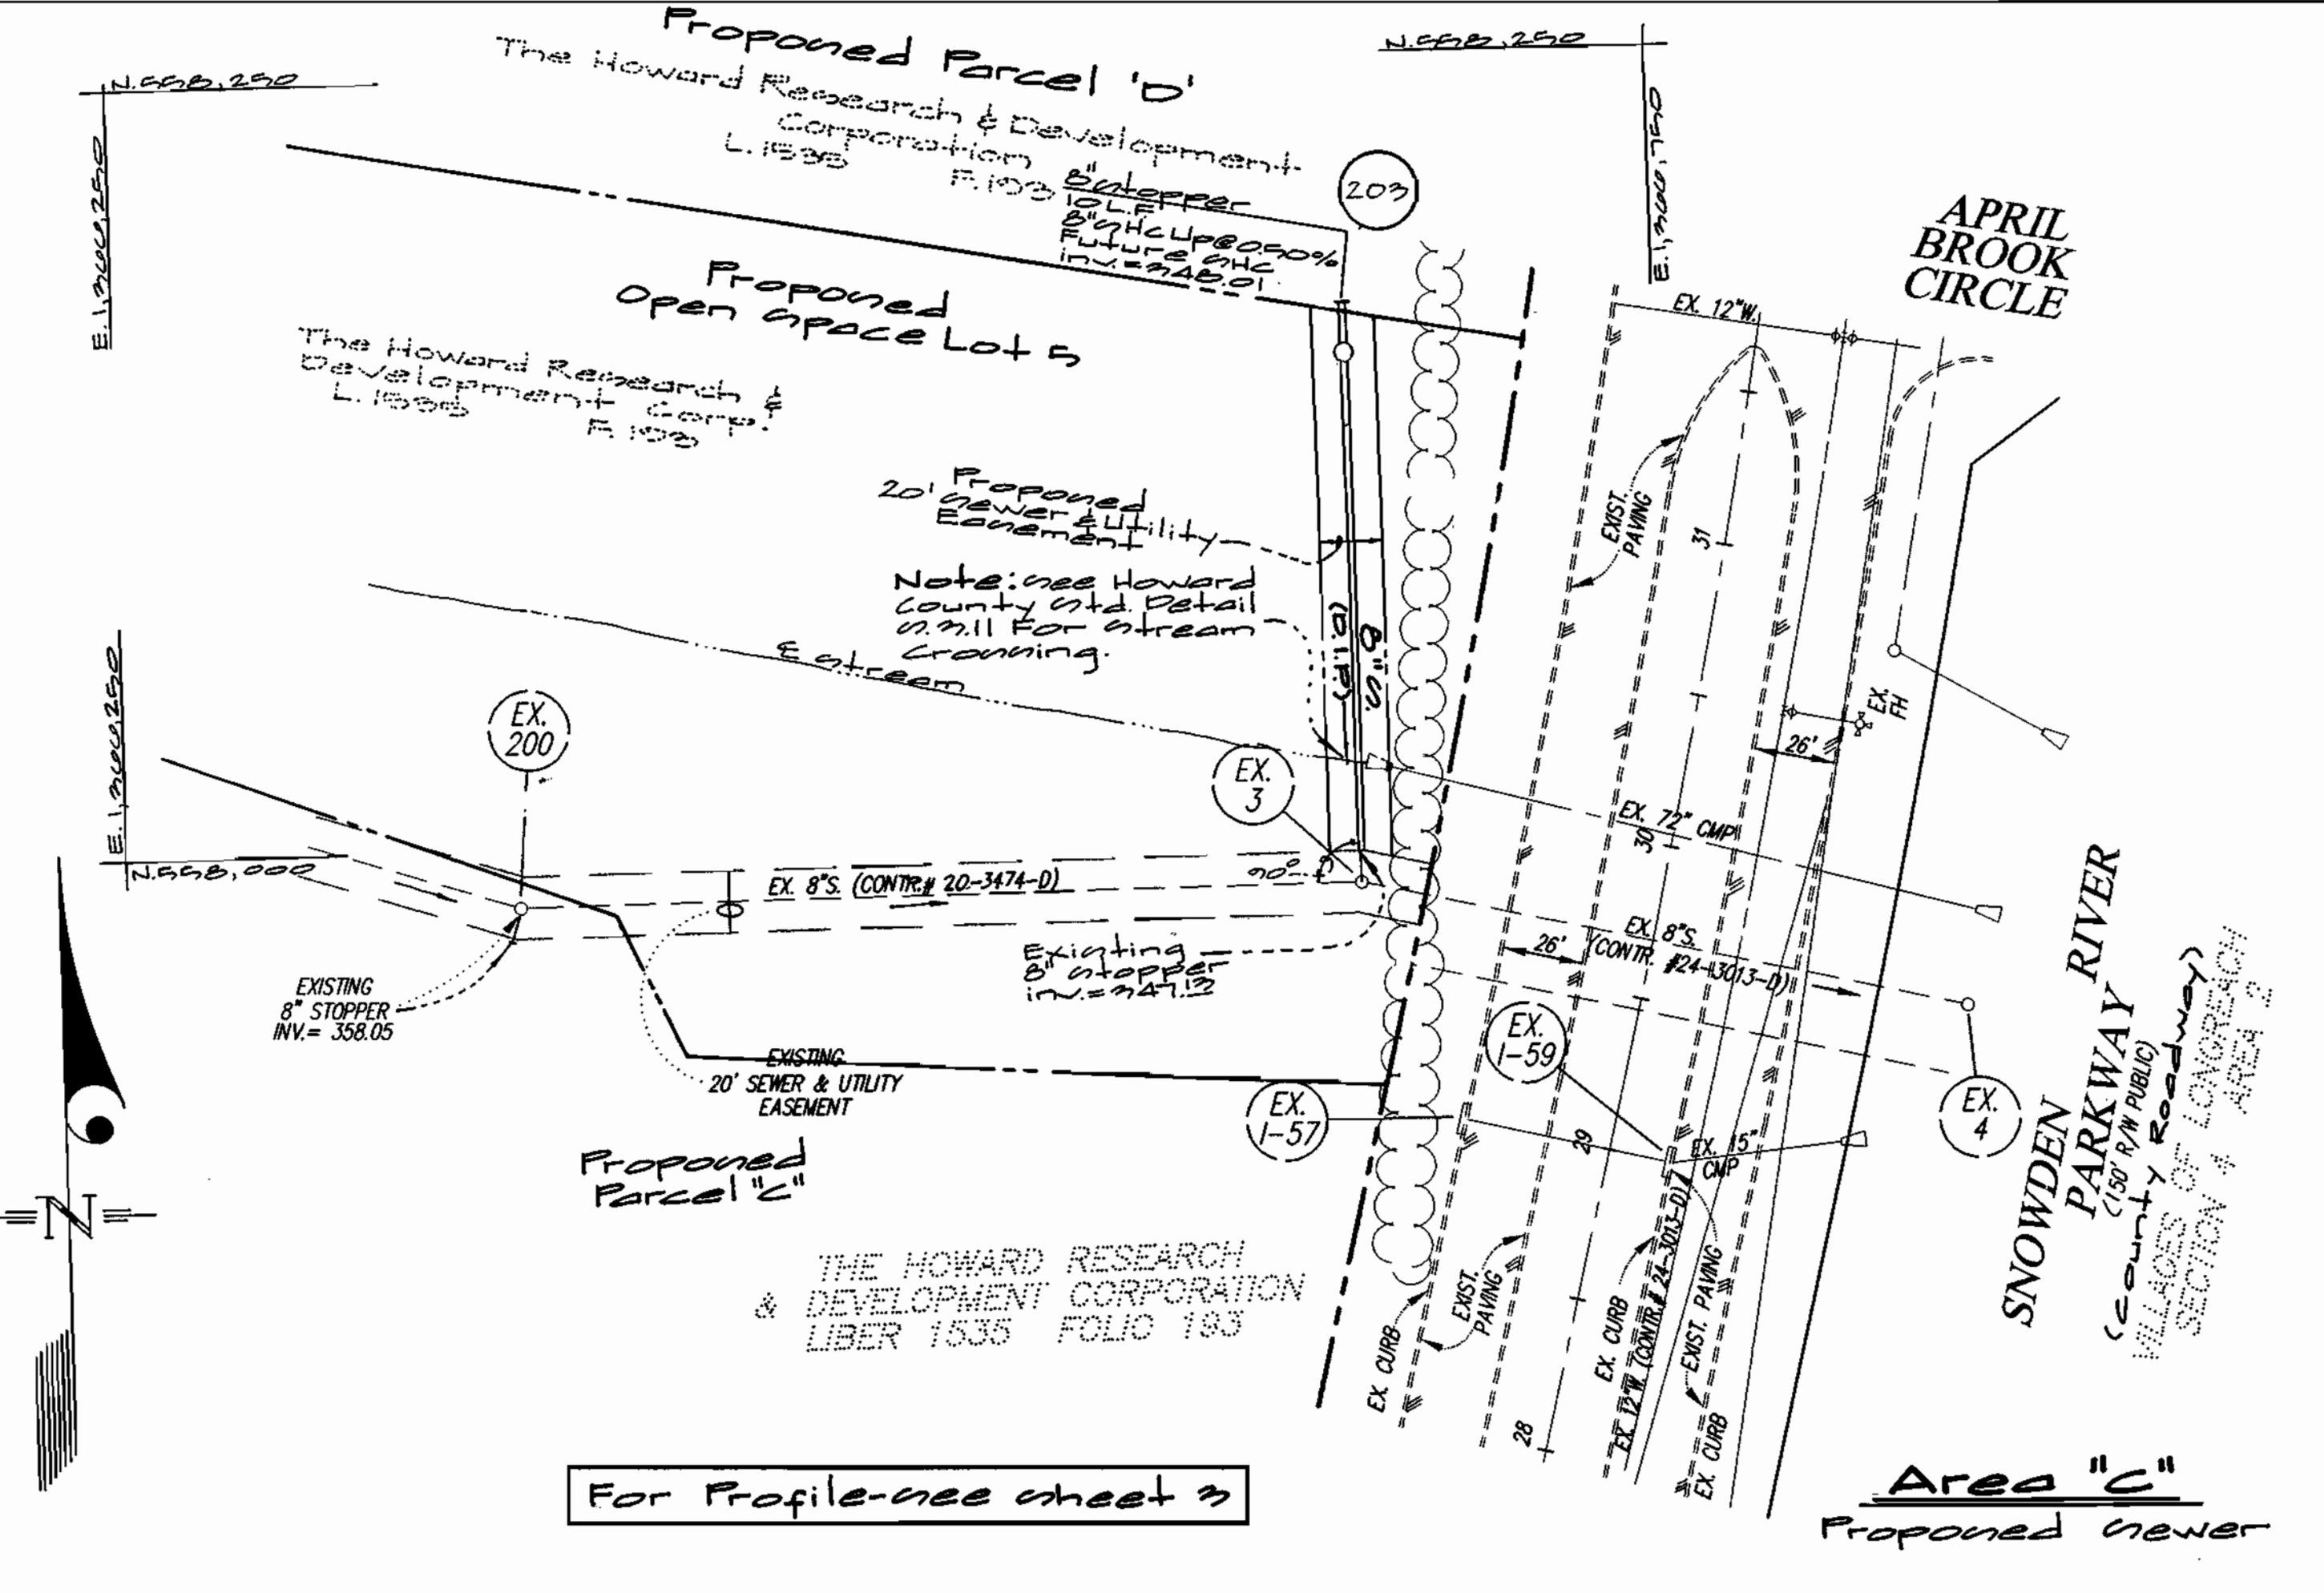 Proposed Parcel 'D'
The Howard Research & Development
Corporation
L. 1535 F. 193
N. 558,250
E. 1,366,250
N. 558,250
E. 1,366,750
8" Stopper
10 L.F.
8" SHC Up @ 0.50%
Future SHC
inv. = 348.01
203
APRIL
BROOK
CIRCLE
Proposed
Open Space Lot 5
The Howard Research &
Development Corp.
L. 1535 F. 193
EX. 12"W.
Proposed
20' Sewer & Utility
Easement
Note: See Howard
County Std. Detail
S.3.11 For Stream
Crossing.
8" S.
(D.I.P.)
EXIST.
PAVING
31
℄ Stream
EX.
FH
26'
EX.
200
EX.
3
EX. 72" CMP
30
E. 1,366,250
N. 558,000
EX. 8"S. (CONTR.# 20-3474-D)
90°
EX. 8"S.
(CONTR. #24-3013-D)
26'
Existing
8" Stopper
inv. = 347.13
EXISTING
8" STOPPER
INV.= 358.05
EXISTING
20' SEWER & UTILITY
EASEMENT
EX.
I-59
EX.
I-57
29
EX. 15"
CMP
EX.
4
SNOWDEN RIVER
PARKWAY
(150' R/W PUBLIC)
(County Roadway)
VILLAGES OF LONGREACH
SECTION 4 AREA 2
Proposed
Parcel "C"
N
THE HOWARD RESEARCH
& DEVELOPMENT CORPORATION
LIBER 1535 FOLIO 193
EX. CURB
EXIST.
PAVING
28
EX. CURB
EX. 12"W. (CONTR.# 24-3013-D)
EXIST. PAVING
EX. CURB
For Profile-See Sheet 3
Area "C"
Proposed Sewer